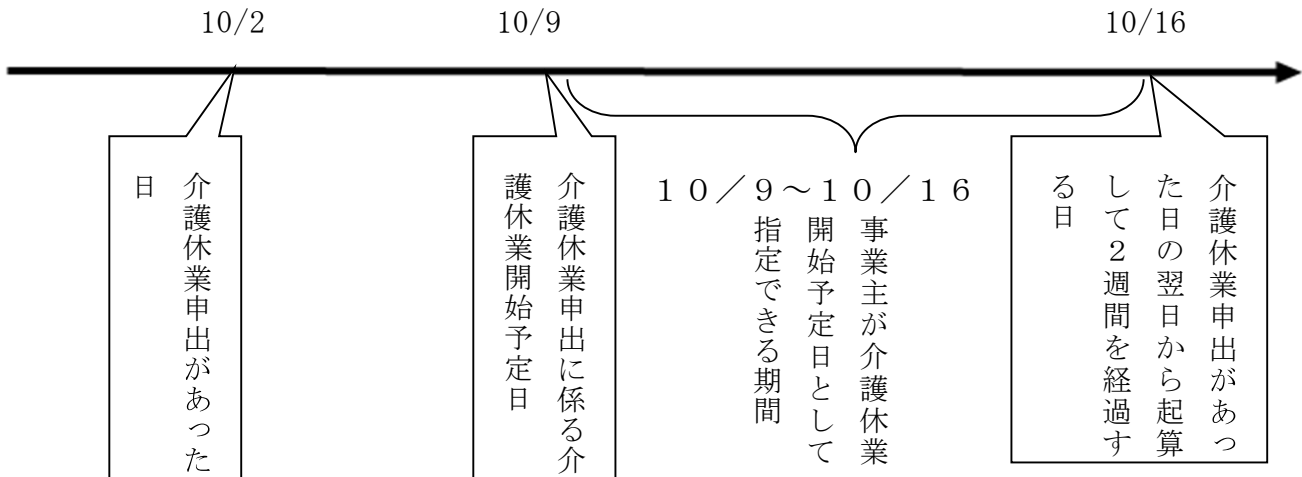 10/2
10/9
10/16
介護休業申出があった
日
介護休業申出に係る介
護休業開始予定日
１０／９～１０／１６
事業主が介護休業
開始予定日として
指定できる期間
介護休業申出があっ
た日の翌日から起算
して２週間を経過す
る日